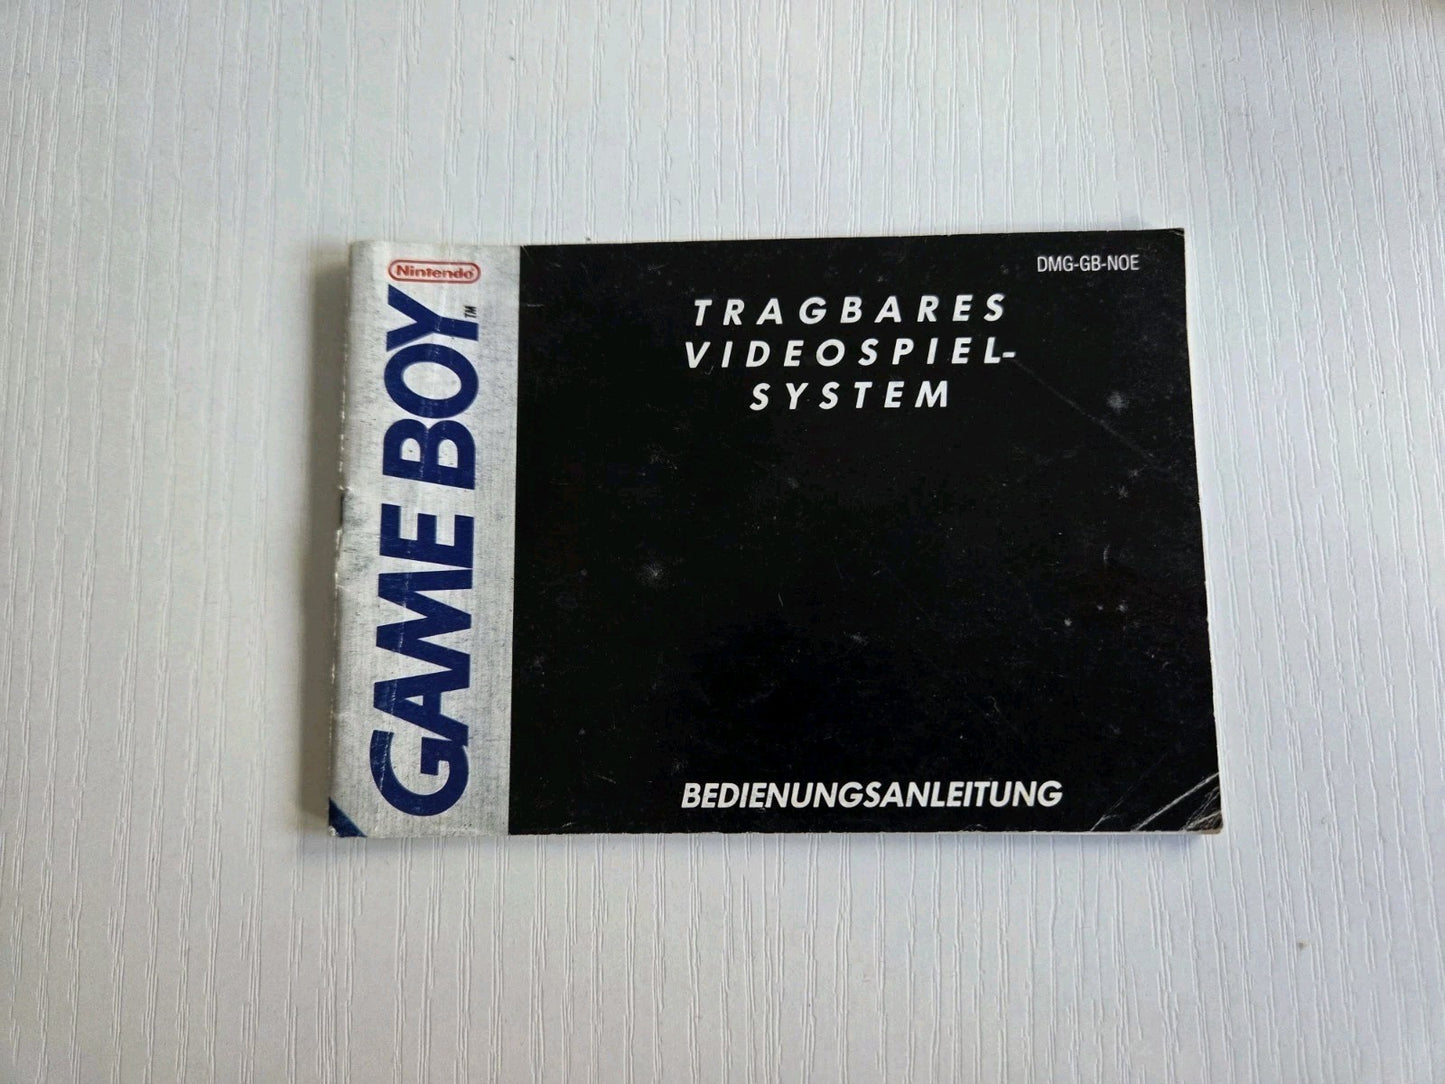 Nintendo®
GAME BOY™
DMG-GB-NOE
TRAGBARES
VIDEOSPIEL-
SYSTEM
BEDIENUNGSANLEITUNG